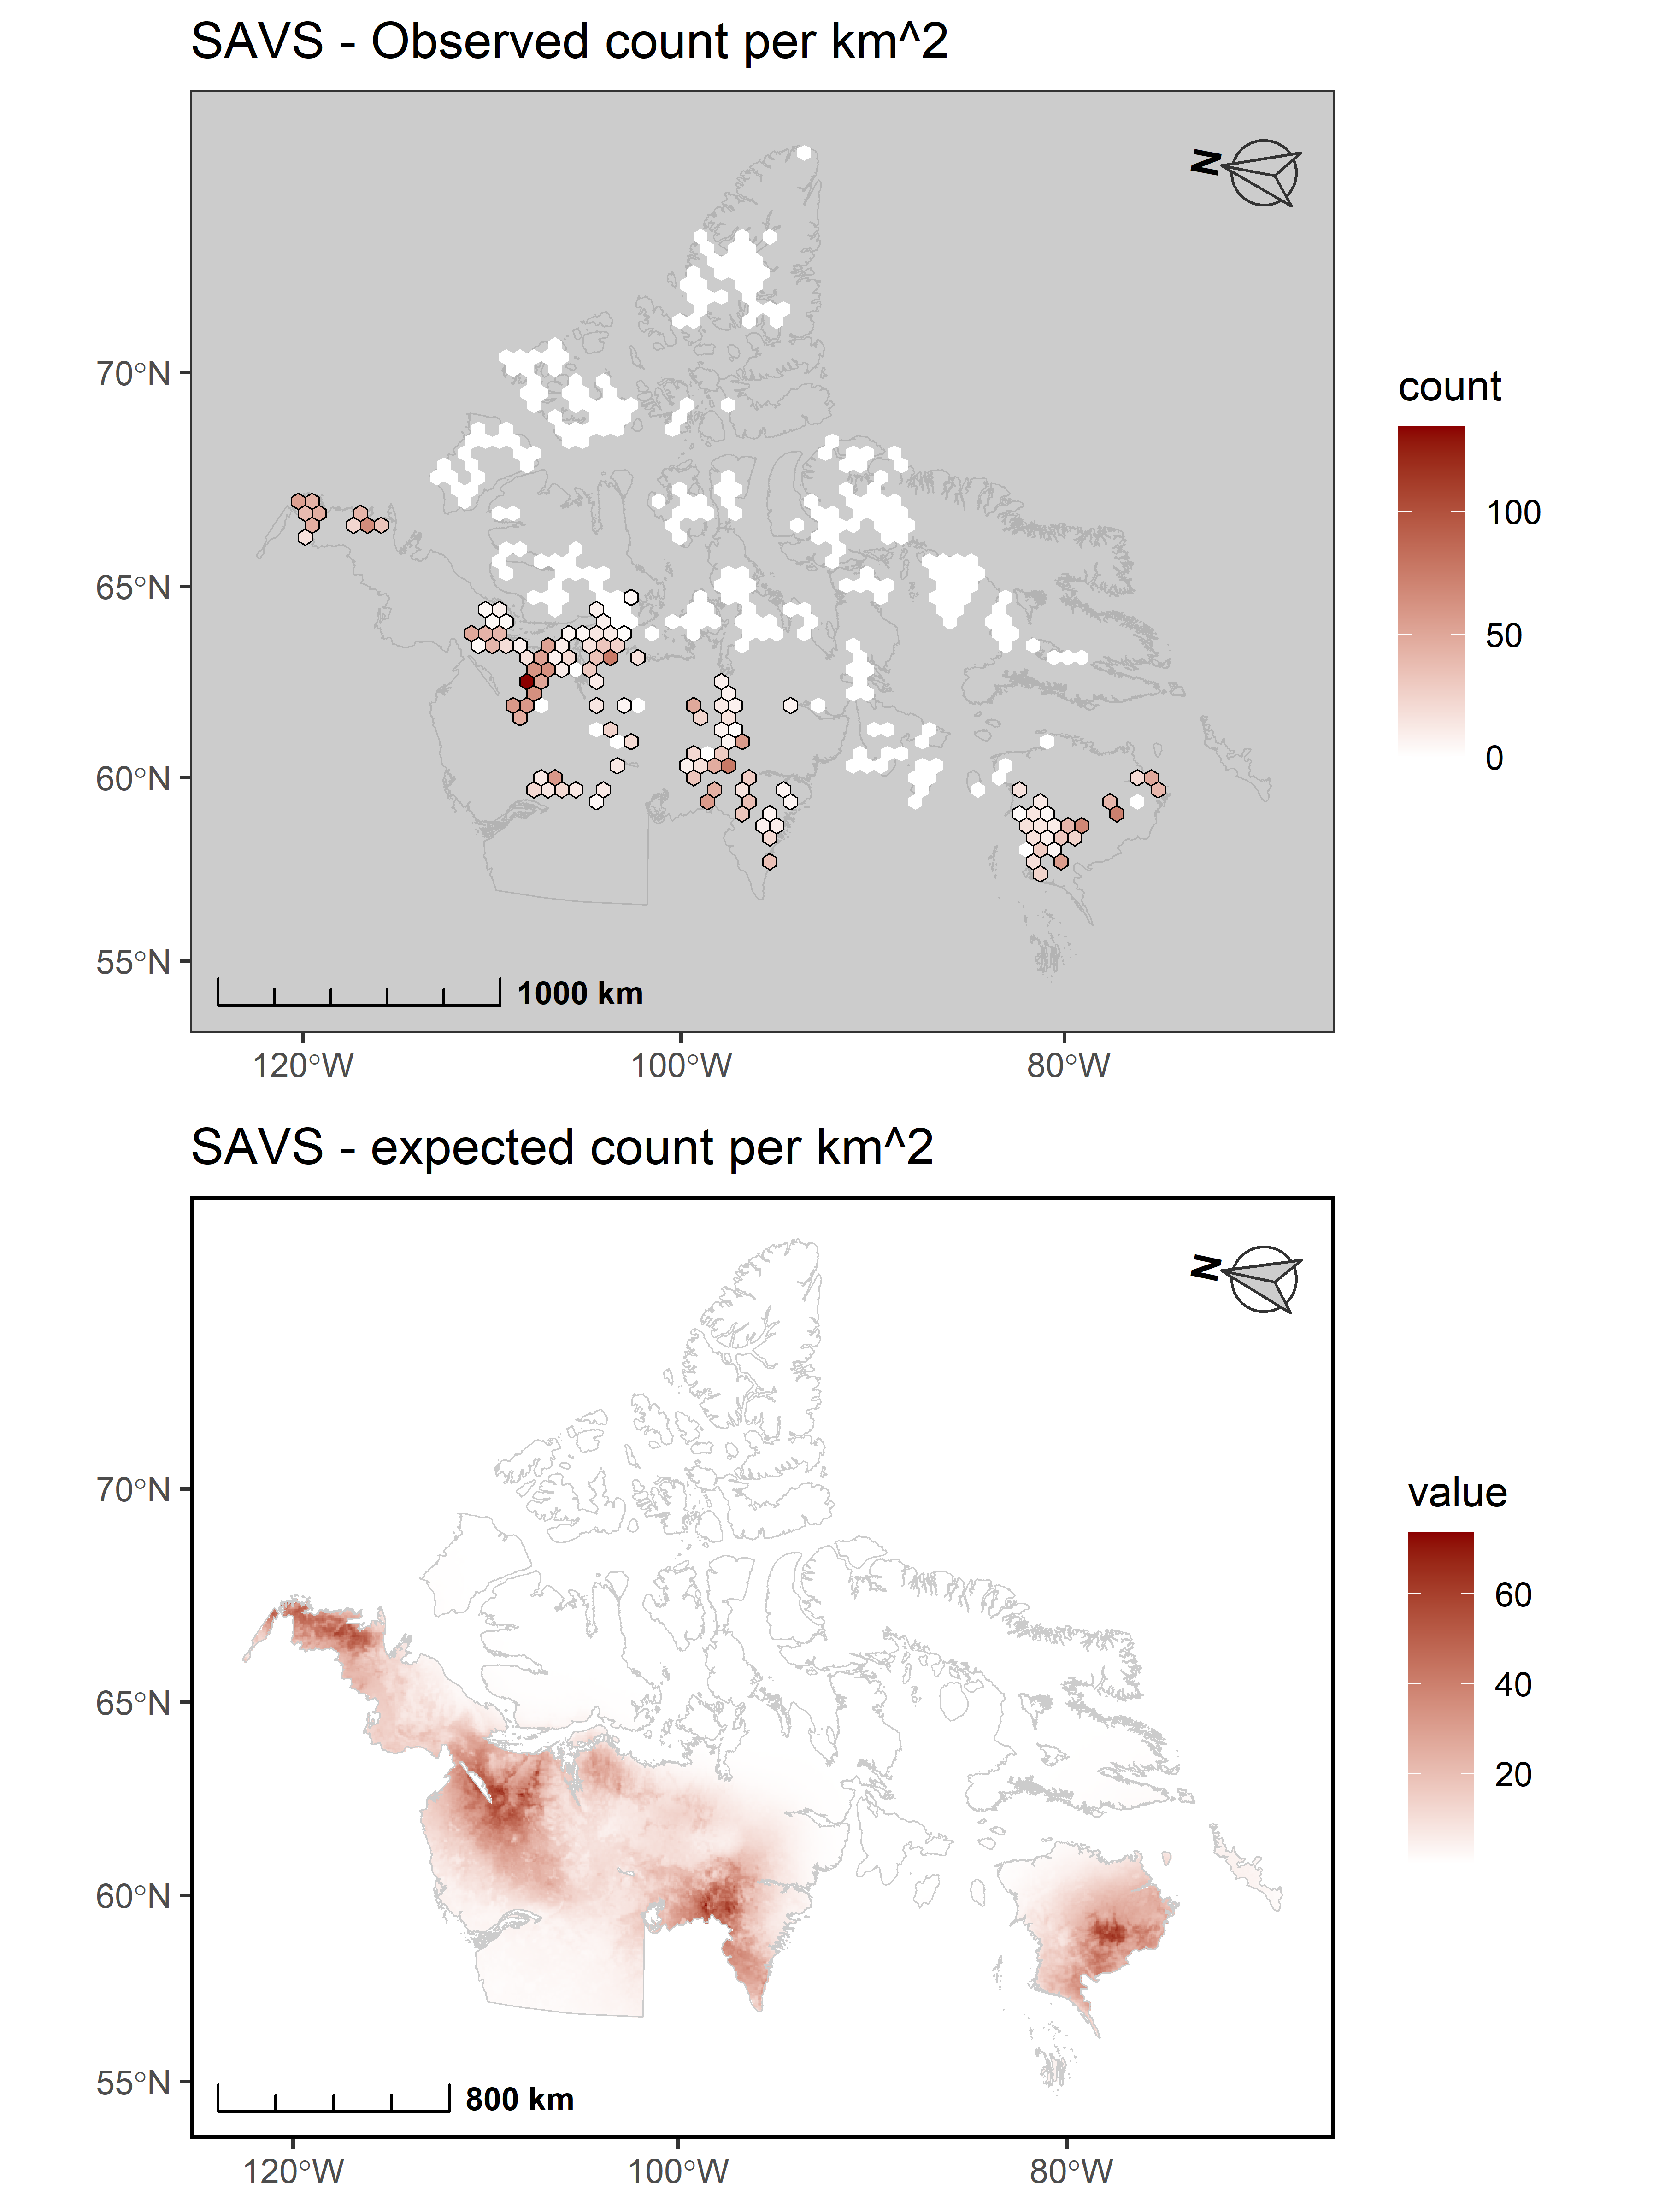 SAVS - Observed count per km^2
N
70°N
65°N
60°N
55°N
1000 km
120°W
100°W
80°W
count
100
50
0
SAVS - expected count per km^2
N
70°N
65°N
60°N
55°N
800 km
120°W
100°W
80°W
value
60
40
20